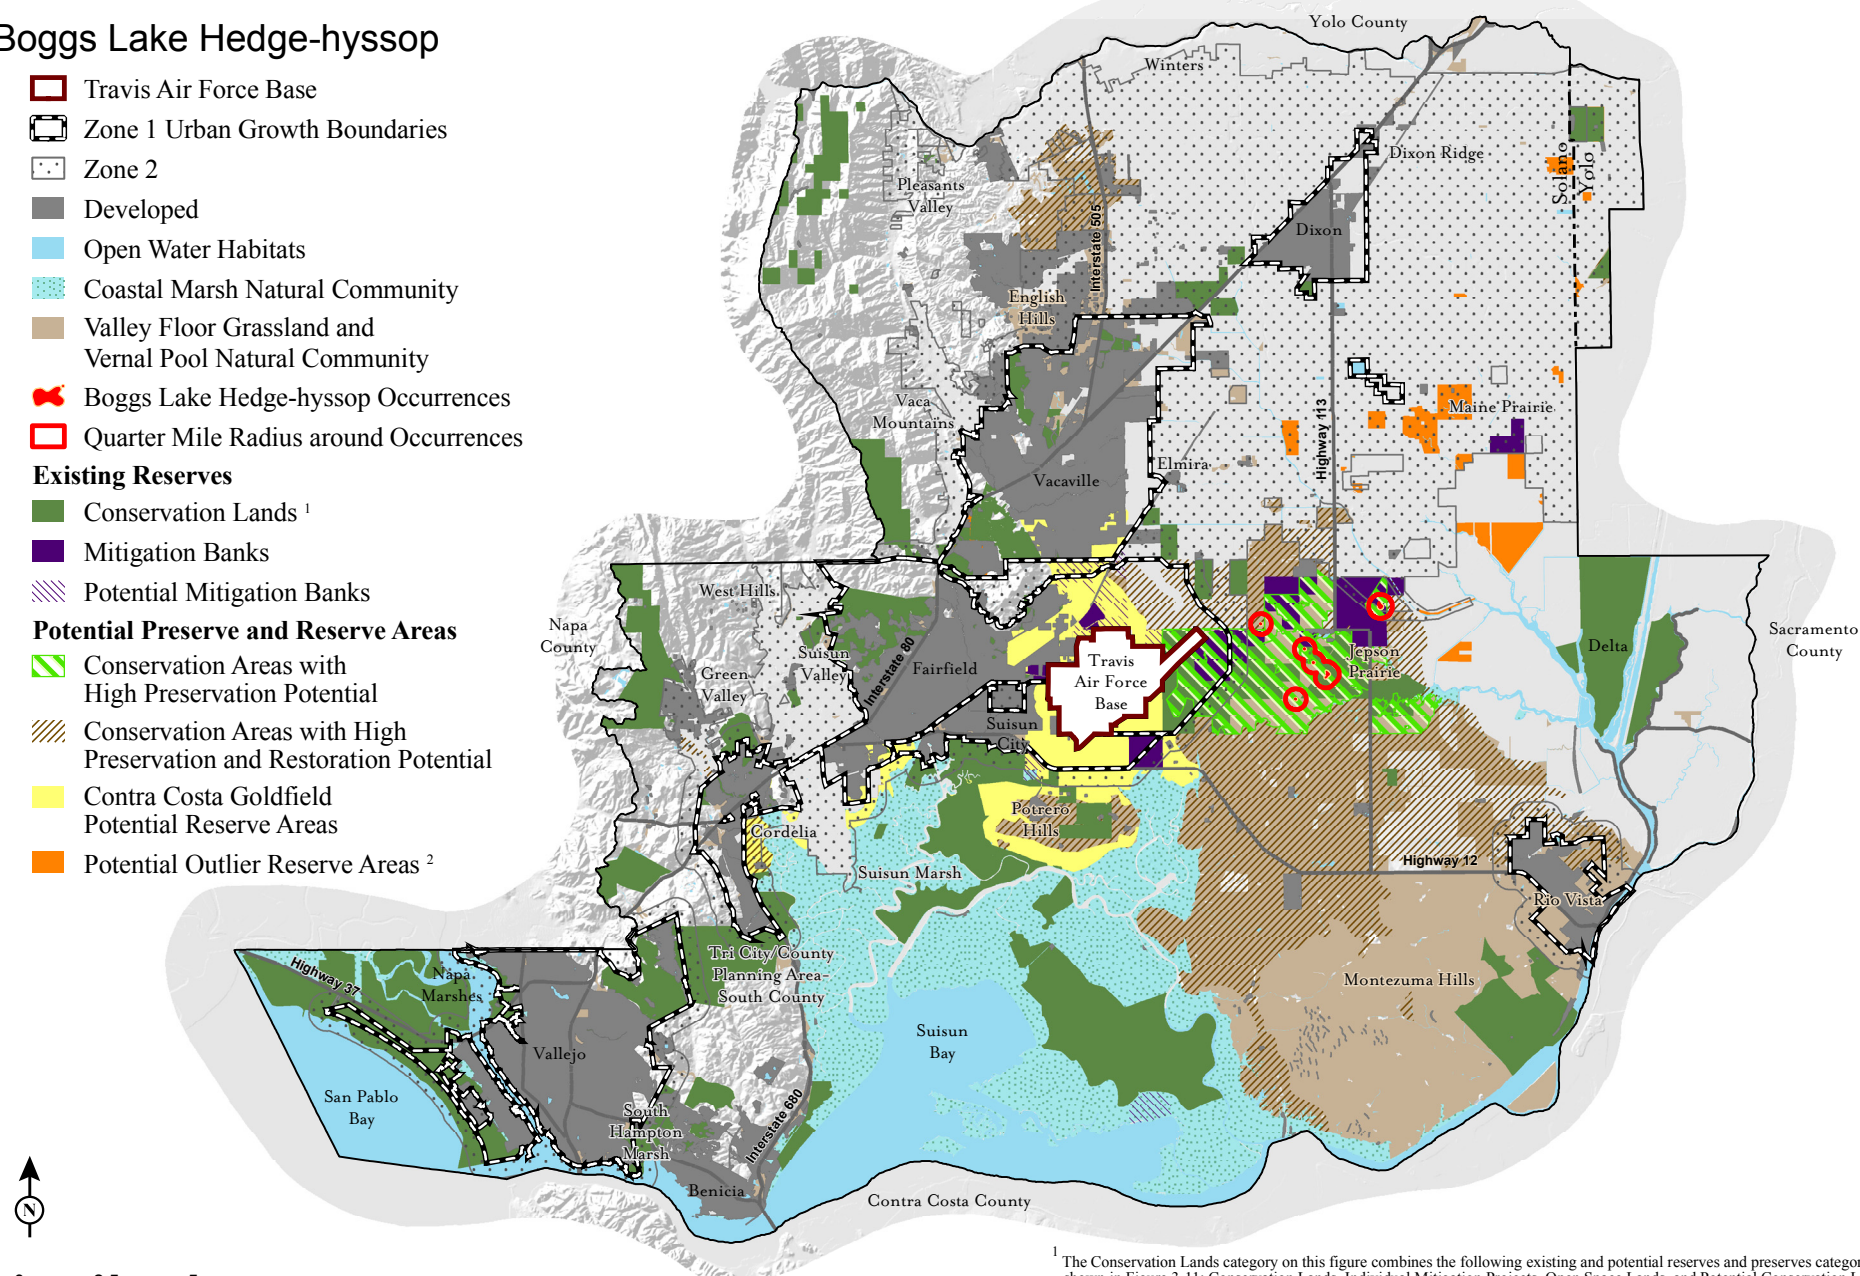 Boggs Lake Hedge-hyssop
Travis Air Force Base
Zone 1 Urban Growth Boundaries
Zone 2
Developed
Open Water Habitats
Coastal Marsh Natural Community
Valley Floor Grassland and
Vernal Pool Natural Community
Boggs Lake Hedge-hyssop Occurrences
Quarter Mile Radius around Occurrences
Existing Reserves
Conservation Lands 1
Mitigation Banks
Potential Mitigation Banks
Potential Preserve and Reserve Areas
Conservation Areas with
High Preservation Potential
Conservation Areas with High
Preservation and Restoration Potential
Contra Costa Goldfield
Potential Reserve Areas
Potential Outlier Reserve Areas 2
Yolo County
Winters
Dixon Ridge
Solano
Yolo
Pleasants
Valley
Interstate 505
Dixon
English
Hills
Vaca
Mountains
Highway 113
Maine Prairie
Elmira
Vacaville
West Hills
Napa
County
Suisun
Valley
Green
Valley
Interstate 80
Fairfield
Travis
Air Force
Base
Suisun
City
Jepson
Prairie
Delta
Sacramento
County
Potrero
Hills
Cordelia
Suisun Marsh
Highway 12
Rio Vista
Tri City/County
Planning Area-
South County
Montezuma Hills
Highway 37
Napa
Marshes
Vallejo
Suisun
Bay
San Pablo
Bay
South
Hampton
Marsh
Interstate 680
Benicia
Contra Costa County
N
1 The Conservation Lands category on this figure combines the following existing and potential reserves and preserves categor